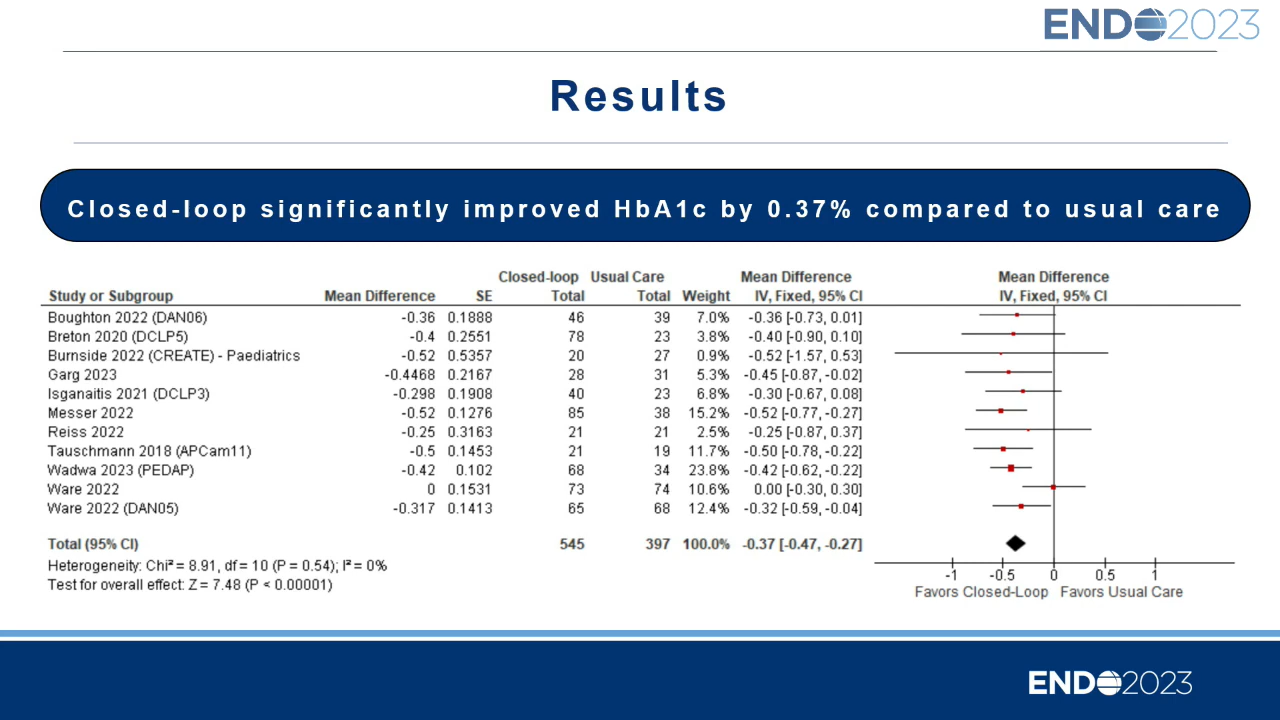 ENDO2023
Results
Closed-loop significantly improved HbA1c by 0.37% compared to usual care
Closed-loop Usual Care Mean Difference Mean Difference
Study or Subgroup Mean Difference SE Total Total Weight IV, Fixed, 95% CI IV, Fixed, 95% CI
Boughton 2022 (DAN06) -0.36 0.1888 46 39 7.0% -0.36 [-0.73, 0.01]
Breton 2020 (DCLP5) -0.4 0.2551 78 23 3.8% -0.40 [-0.90, 0.10]
Burnside 2022 (CREATE) - Paediatrics -0.52 0.5357 20 27 0.9% -0.52 [-1.57, 0.53]
Garg 2023 -0.4468 0.2167 28 31 5.3% -0.45 [-0.87, -0.02]
Isganaitis 2021 (DCLP3) -0.298 0.1908 40 23 6.8% -0.30 [-0.67, 0.08]
Messer 2022 -0.52 0.1276 85 38 15.2% -0.52 [-0.77, -0.27]
Reiss 2022 -0.25 0.3163 21 21 2.5% -0.25 [-0.87, 0.37]
Tauschmann 2018 (APCam11) -0.5 0.1453 21 19 11.7% -0.50 [-0.78, -0.22]
Wadwa 2023 (PEDAP) -0.42 0.102 68 34 23.8% -0.42 [-0.62, -0.22]
Ware 2022 0 0.1531 73 74 10.6% 0.00 [-0.30, 0.30]
Ware 2022 (DAN05) -0.317 0.1413 65 68 12.4% -0.32 [-0.59, -0.04]
Total (95% CI) 545 397 100.0% -0.37 [-0.47, -0.27]
Heterogeneity: Chi² = 8.91, df = 10 (P = 0.54); I² = 0%
Test for overall effect: Z = 7.48 (P < 0.00001)
-1 -0.5 0 0.5 1
Favors Closed-Loop Favors Usual Care
ENDO2023